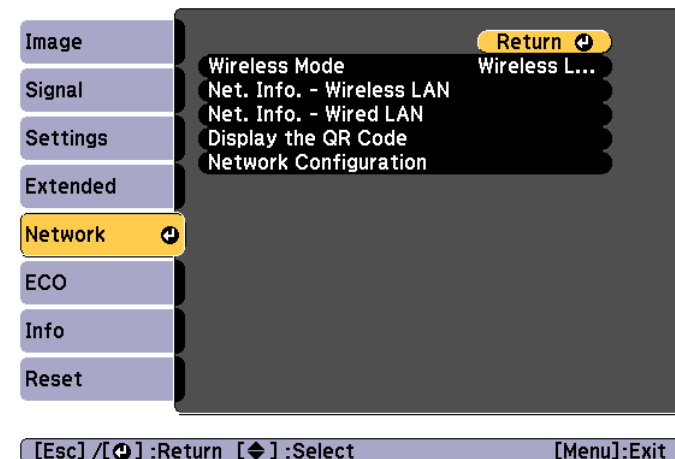 Image
Signal
Settings
Extended
Network
ECO
Info
Reset
Return
Wireless Mode Wireless L...
Net. Info. - Wireless LAN
Net. Info. - Wired LAN
Display the QR Code
Network Configuration
[Esc] /[ ] :Return [ ] :Select [Menu]:Exit